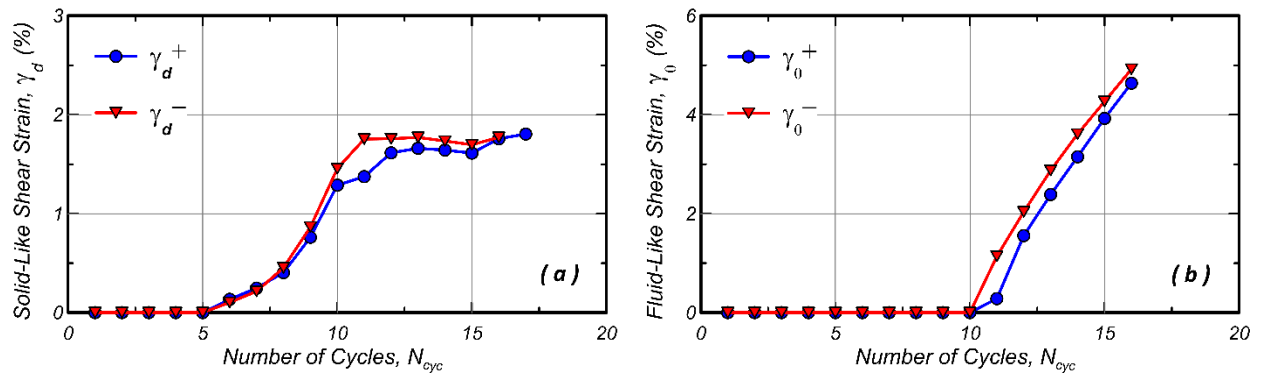 Solid-Like Shear Strain, γd (%)
3
2
1
0
γd+
γd−
(a)
0 5 10 15 20
Number of Cycles, Ncyc
Fluid-Like Shear Strain, γ0 (%)
6
4
2
0
γ0+
γ0−
(b)
0 5 10 15 20
Number of Cycles, Ncyc